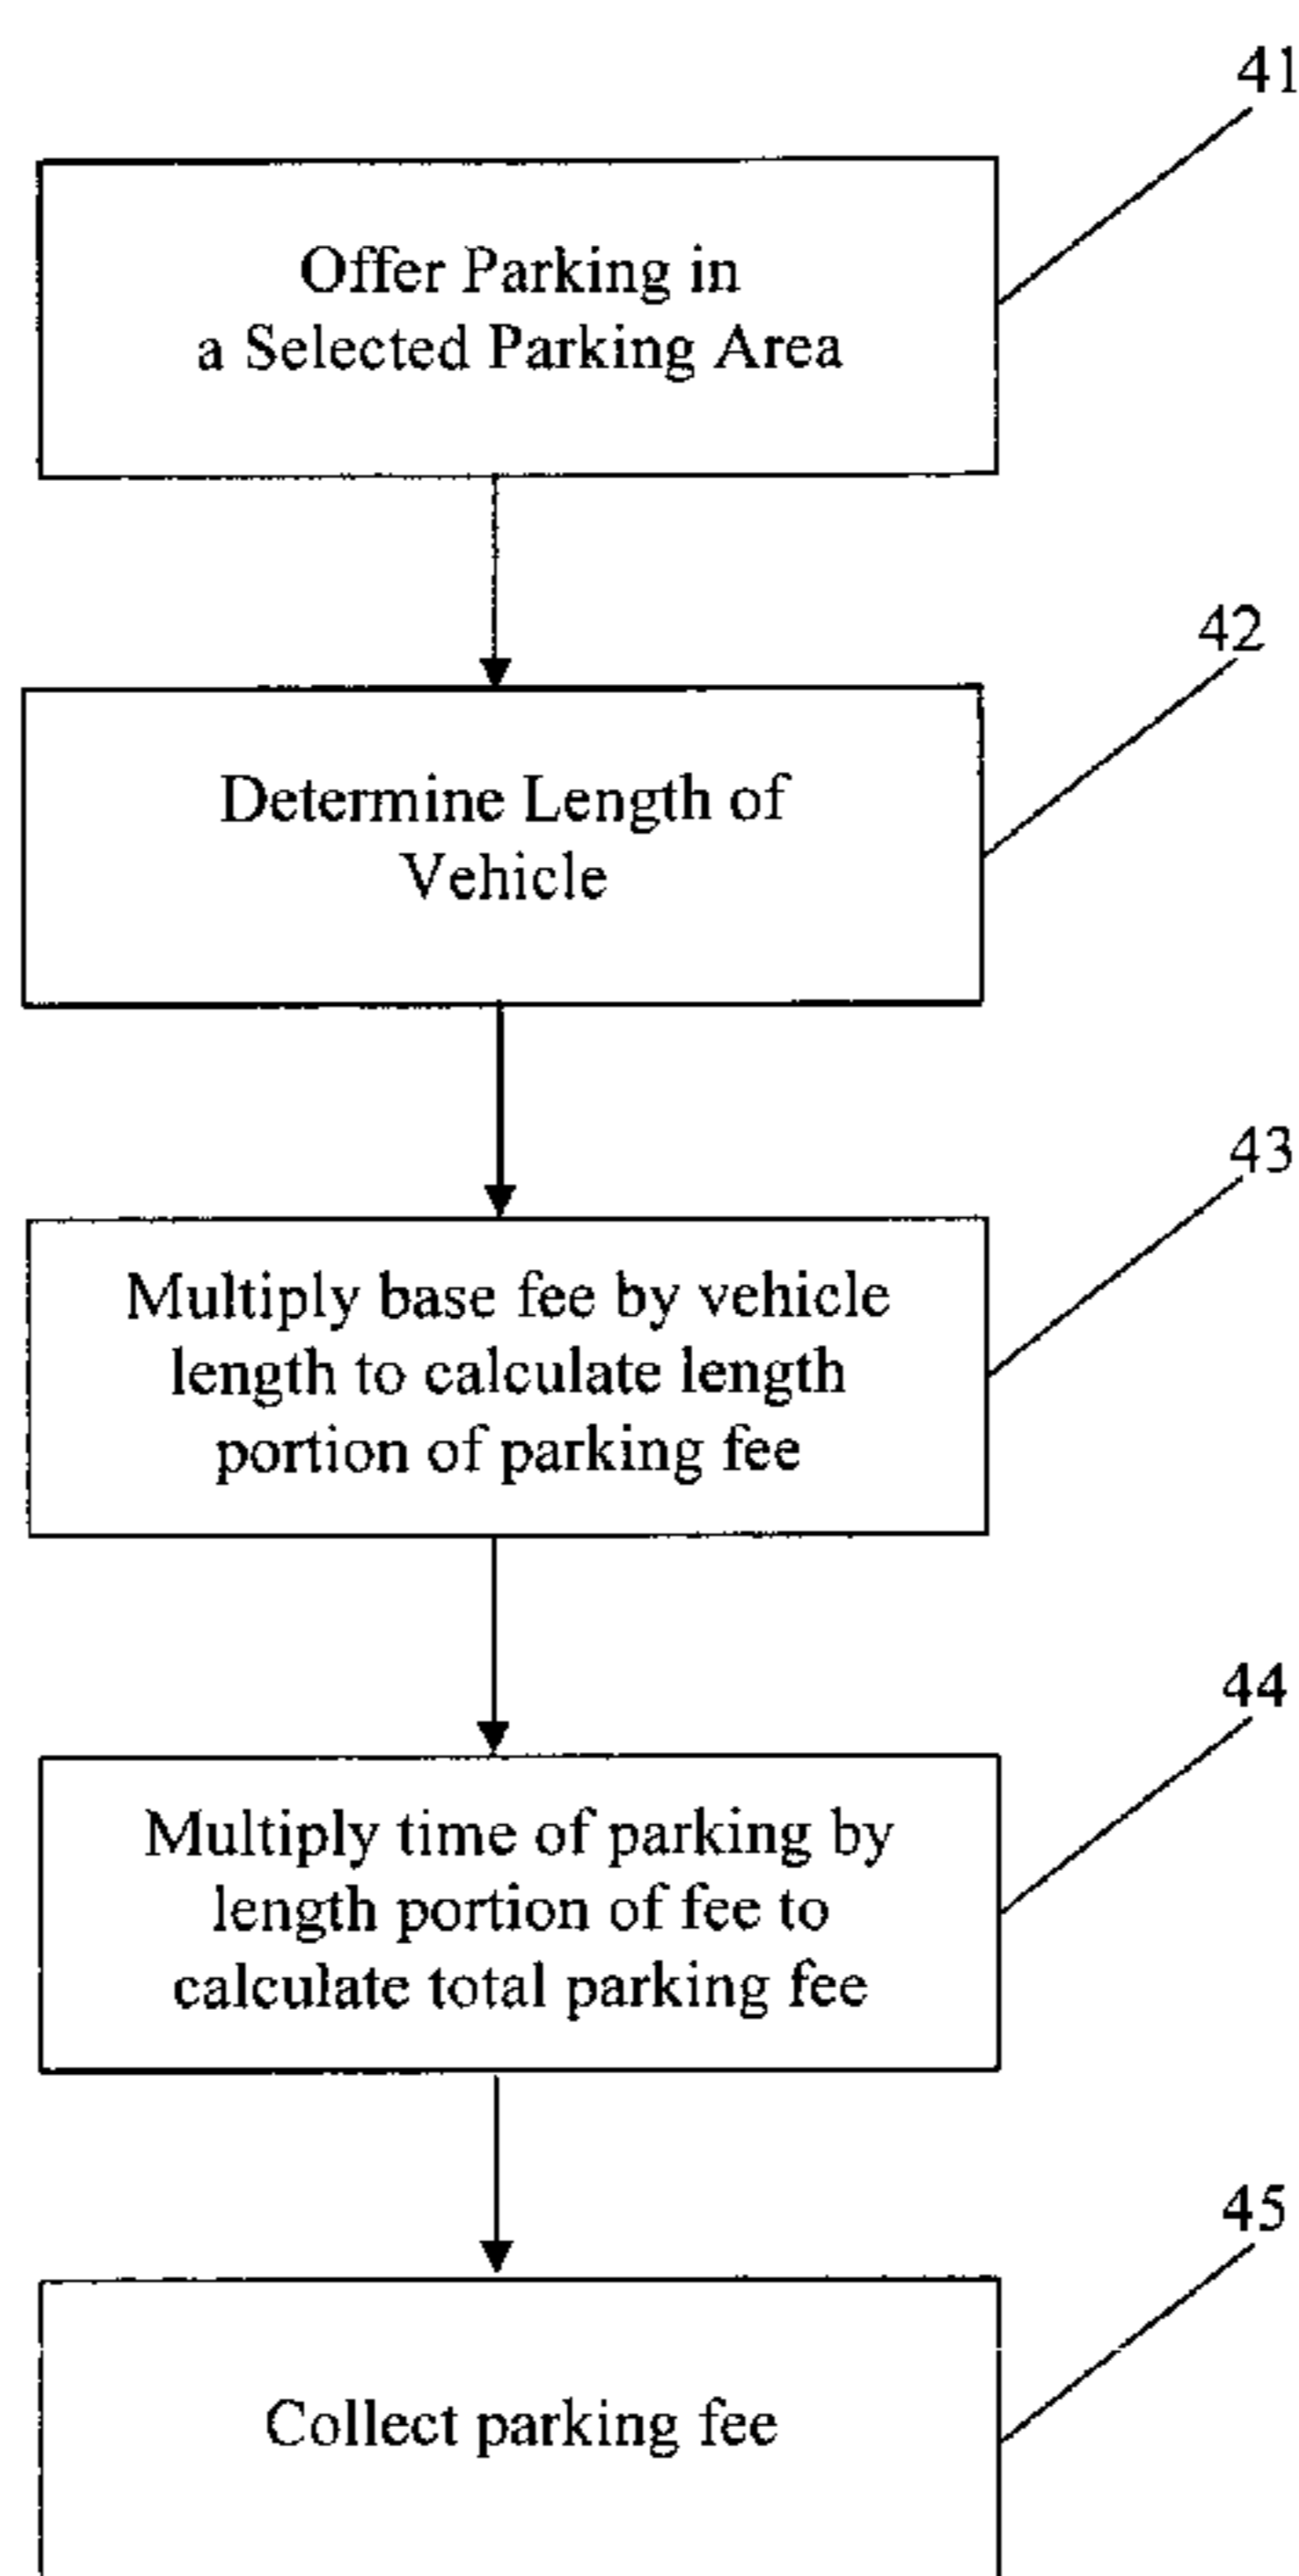 41
Offer Parking in
a Selected Parking Area
42
Determine Length of
Vehicle
43
Multiply base fee by vehicle
length to calculate length
portion of parking fee
44
Multiply time of parking by
length portion of fee to
calculate total parking fee
45
Collect parking fee